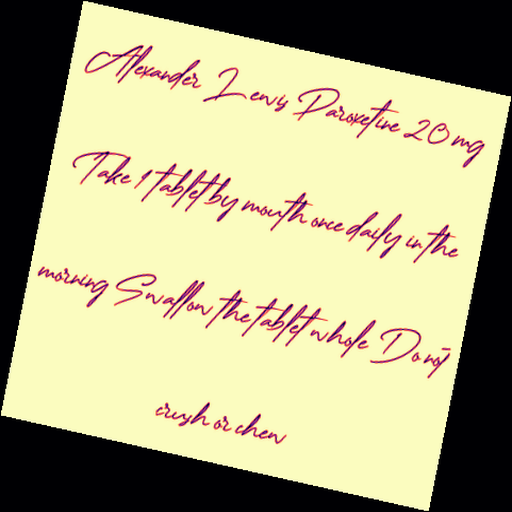 Alexander Lewis Paroxetine 20 mg
Take 1 tablet by mouth once daily in the
morning Swallow the tablet whole Do not
crush or chew